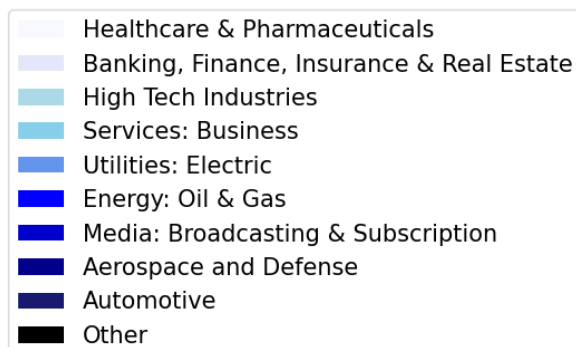 Healthcare & Pharmaceuticals
Banking, Finance, Insurance & Real Estate
High Tech Industries
Services: Business
Utilities: Electric
Energy: Oil & Gas
Media: Broadcasting & Subscription
Aerospace and Defense
Automotive
Other